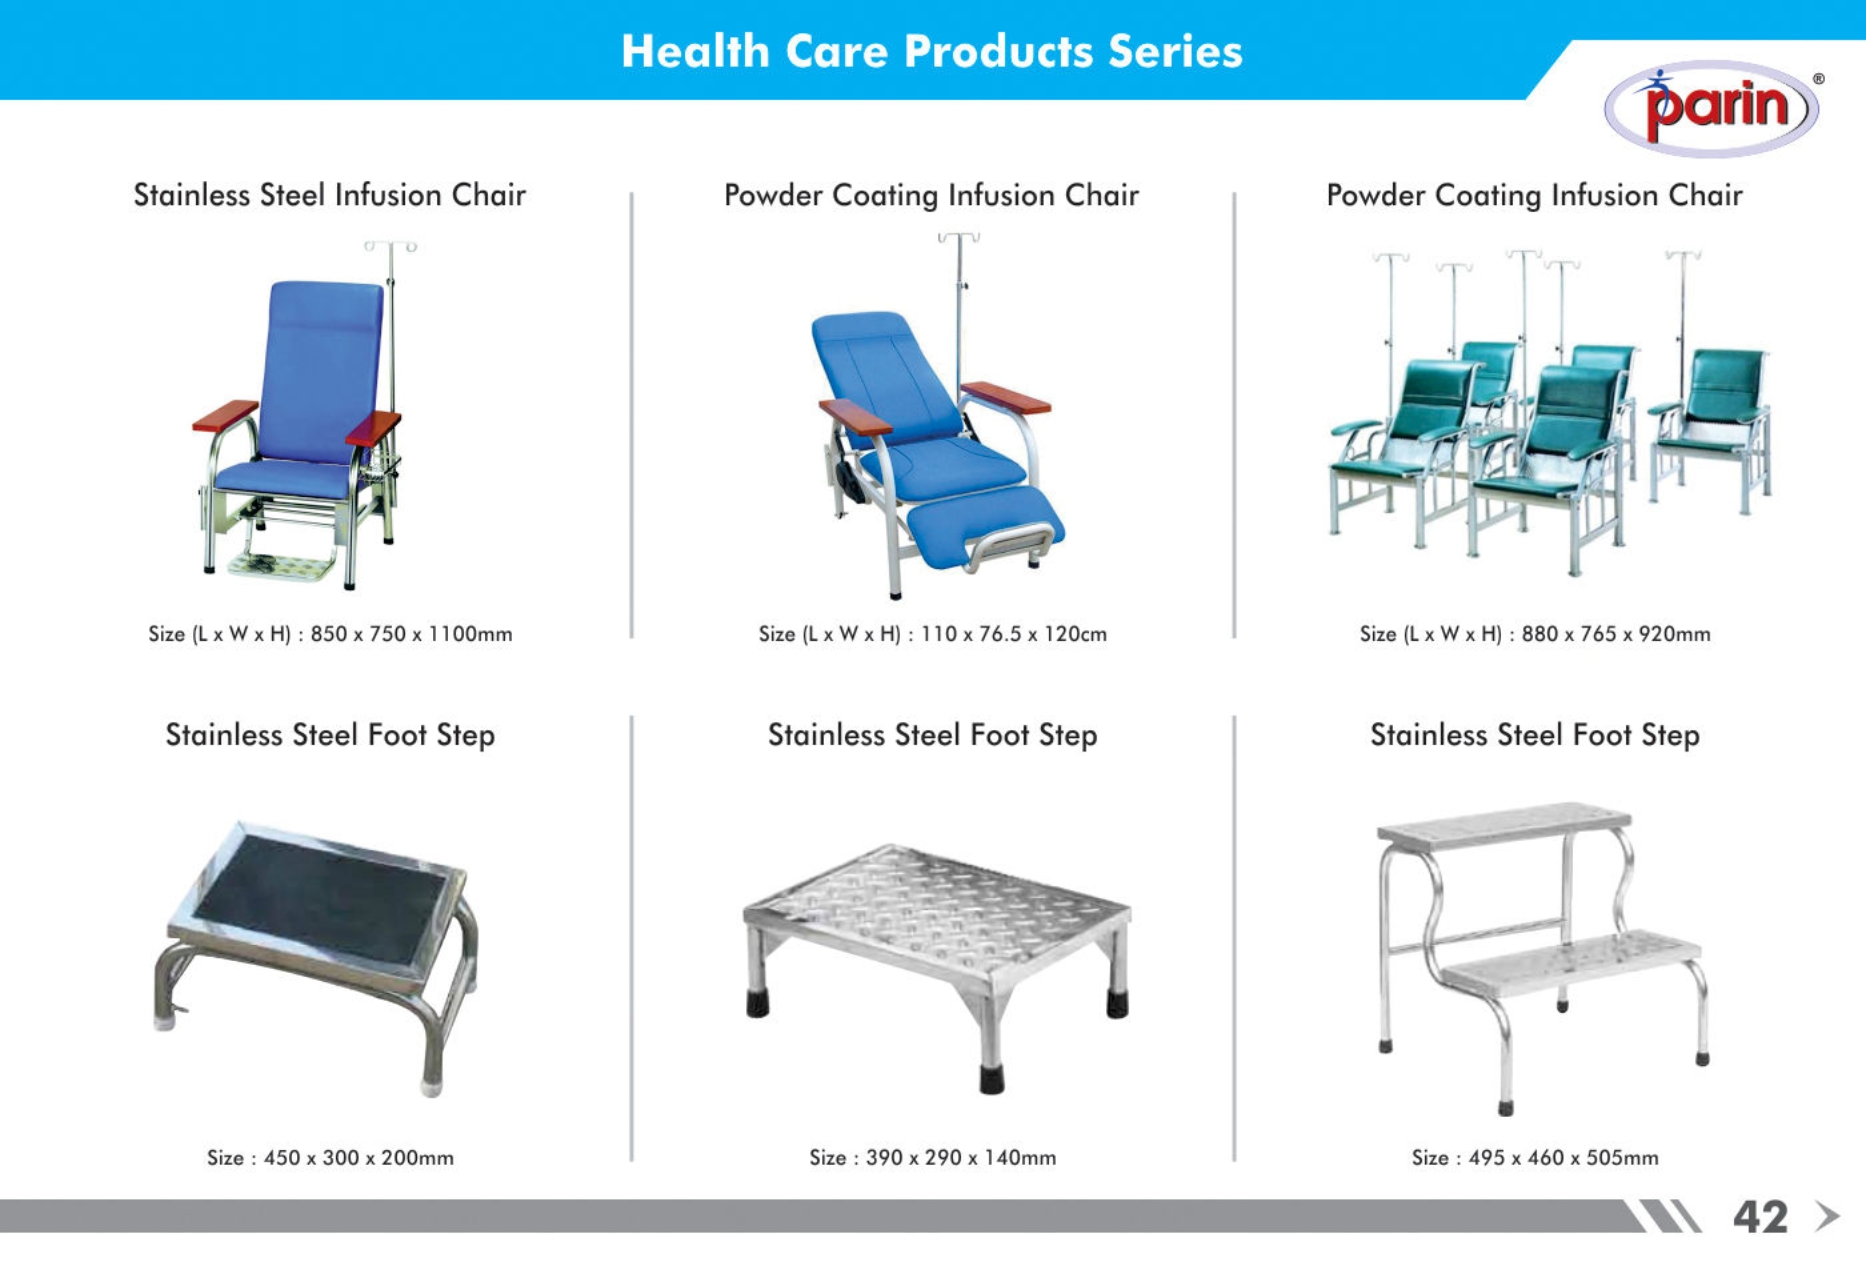 Health Care Products Series
parin®
Stainless Steel Infusion Chair
Powder Coating Infusion Chair
Powder Coating Infusion Chair
Size (L x W x H) : 850 x 750 x 1100mm
Size (L x W x H) : 110 x 76.5 x 120cm
Size (L x W x H) : 880 x 765 x 920mm
Stainless Steel Foot Step
Stainless Steel Foot Step
Stainless Steel Foot Step
Size : 450 x 300 x 200mm
Size : 390 x 290 x 140mm
Size : 495 x 460 x 505mm
42